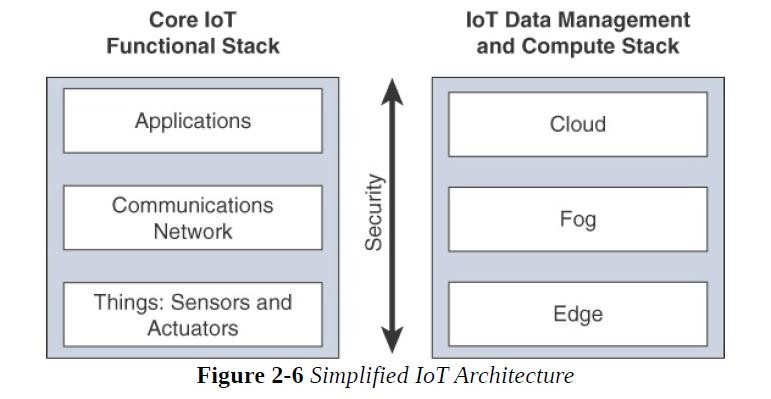 Core IoT
Functional Stack
Applications
Communications
Network
Things: Sensors and
Actuators
Security
IoT Data Management
and Compute Stack
Cloud
Fog
Edge
Figure 2-6 Simplified IoT Architecture